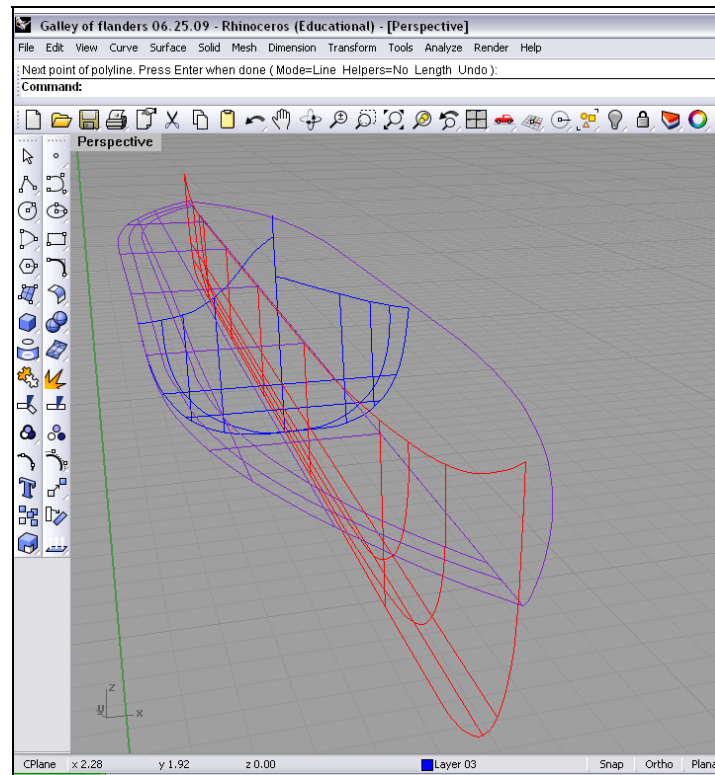 Galley of flanders 06.25.09 - Rhinoceros (Educational) - [Perspective]
File Edit View Curve Surface Solid Mesh Dimension Transform Tools Analyze Render Help
Next point of polyline. Press Enter when done ( Mode=Line Helpers=No Length Undo ):
Command:
Perspective
z
y x
CPlane x 2.28 y 1.92 z 0.00 Layer 03 Snap Ortho Plana